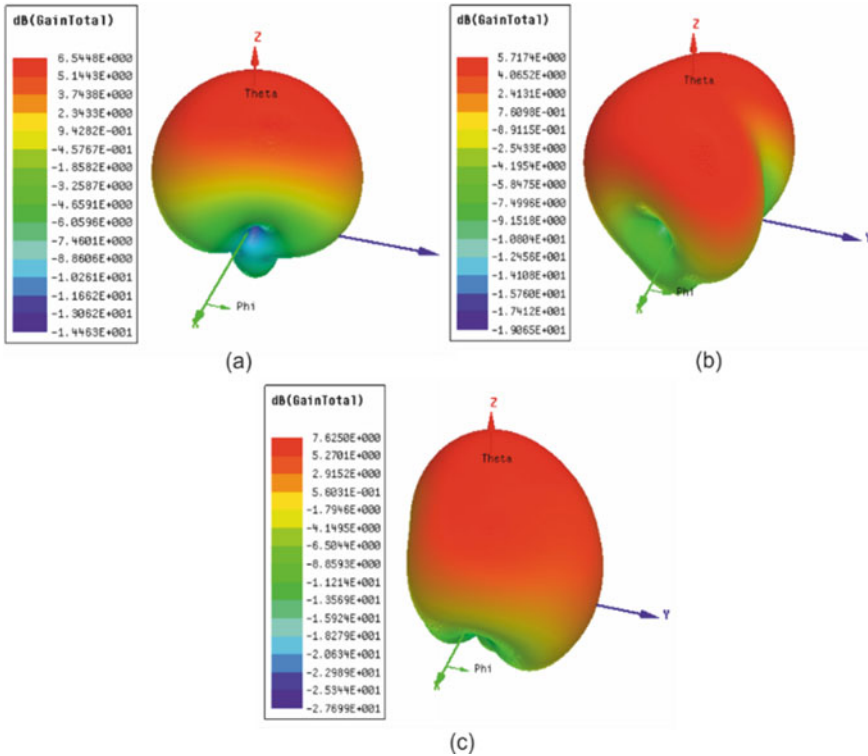 dB(GainTotal)
6.5448E+000
5.1443E+000
3.7438E+000
2.3433E+000
9.4282E-001
-4.5767E-001
-1.8582E+000
-3.2587E+000
-4.6591E+000
-6.0596E+000
-7.4601E+000
-8.8606E+000
-1.0261E+001
-1.1662E+001
-1.3062E+001
-1.4463E+001
Z
Theta
Phi
X
(a)
dB(GainTotal)
5.7174E+000
4.0652E+000
2.4131E+000
7.6098E-001
-8.9115E-001
-2.5433E+000
-4.1954E+000
-5.8475E+000
-7.4996E+000
-9.1518E+000
-1.0804E+001
-1.2456E+001
-1.4108E+001
-1.5760E+001
-1.7412E+001
-1.9065E+001
Z
Theta
Y
Phi
X
(b)
dB(GainTotal)
7.6250E+000
5.2701E+000
2.9152E+000
5.6031E-001
-1.7946E+000
-4.1495E+000
-6.5044E+000
-8.8593E+000
-1.1214E+001
-1.3569E+001
-1.5924E+001
-1.8279E+001
-2.0634E+001
-2.2989E+001
-2.5344E+001
-2.7699E+001
Z
Theta
Y
Phi
X
(c)